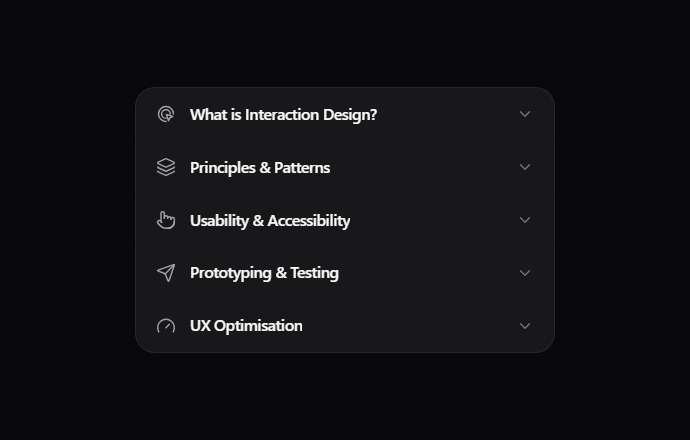 What is Interaction Design?
Principles & Patterns
Usability & Accessibility
Prototyping & Testing
UX Optimisation